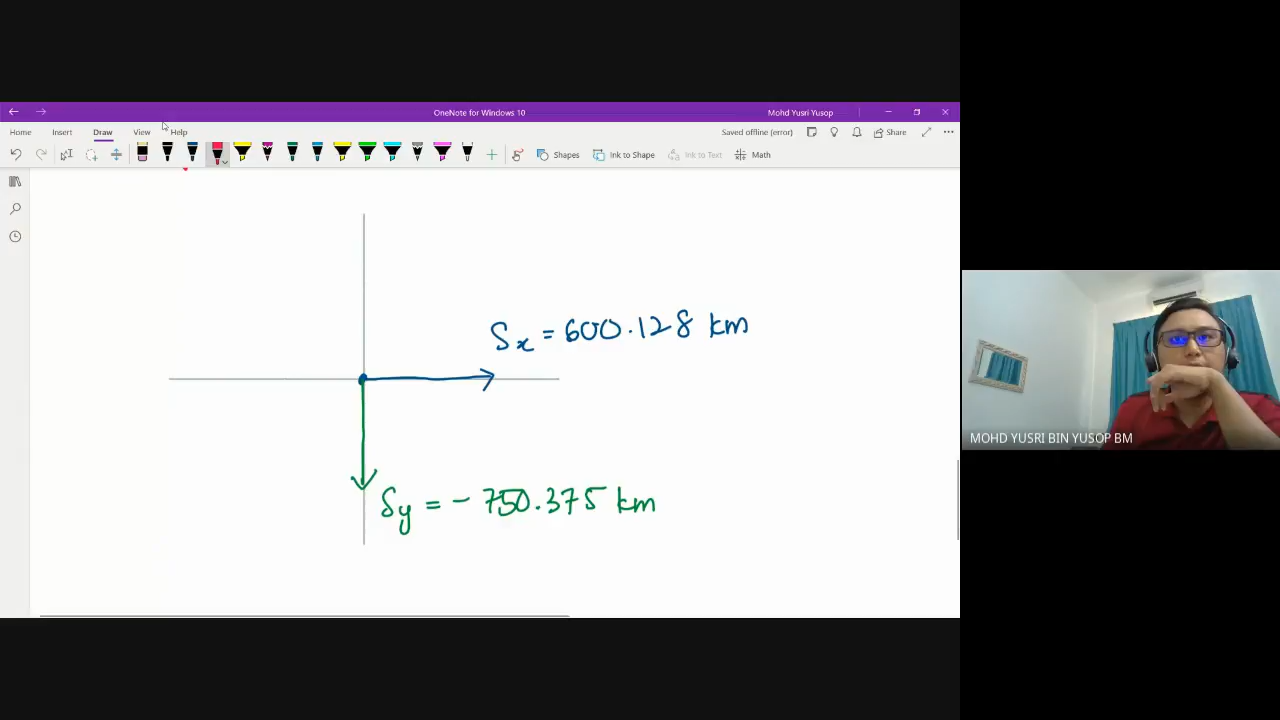 OneNote for Windows 10
Mohd Yusri Yusop
Home Insert Draw View Help
Saved offline (error)
Share
Shapes
Ink to Shape
Ink to Text
Math
Sx = 600.128 km
Sy = - 750.375 km
MOHD YUSRI BIN YUSOP BM